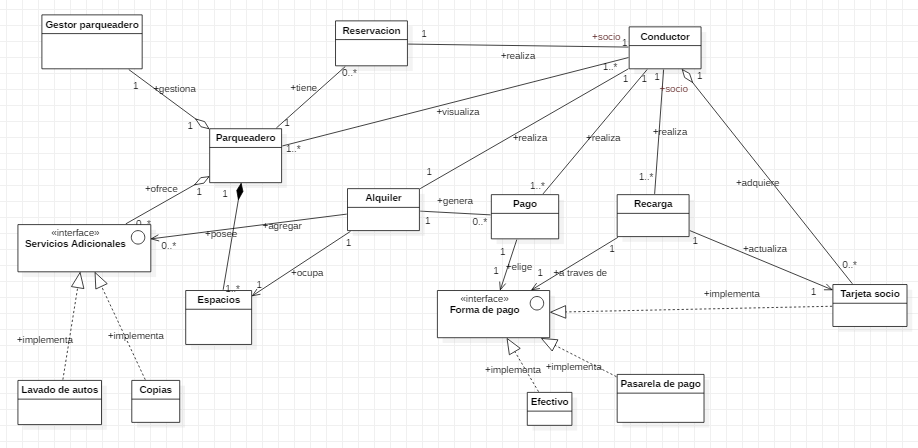 Gestor parqueadero
Reservacion
Conductor
1
+socio
1
+realiza
0..*
1..*
1
1
1
1
1
+gestiona
+tiene
+socio
1
1
+visualiza
Parqueadero
1..*
+realiza
+realiza
+realiza
1
1..*
1..*
+adquiere
+ofrece
1
1
Alquiler
+genera
Pago
Recarga
0..*
1
0..*
«interface»
Servicios Adicionales
+posee
+agregar
0..*
1
1
1
1
+actualiza
+ocupa
1
+elige
1
+a traves de
0..*
1..*
1
1
Espacios
«interface»
Forma de pago
+implementa
Tarjeta socio
+implementa
+implementa
+implementa
+implementa
Lavado de autos
Copias
Efectivo
Pasarela de pago